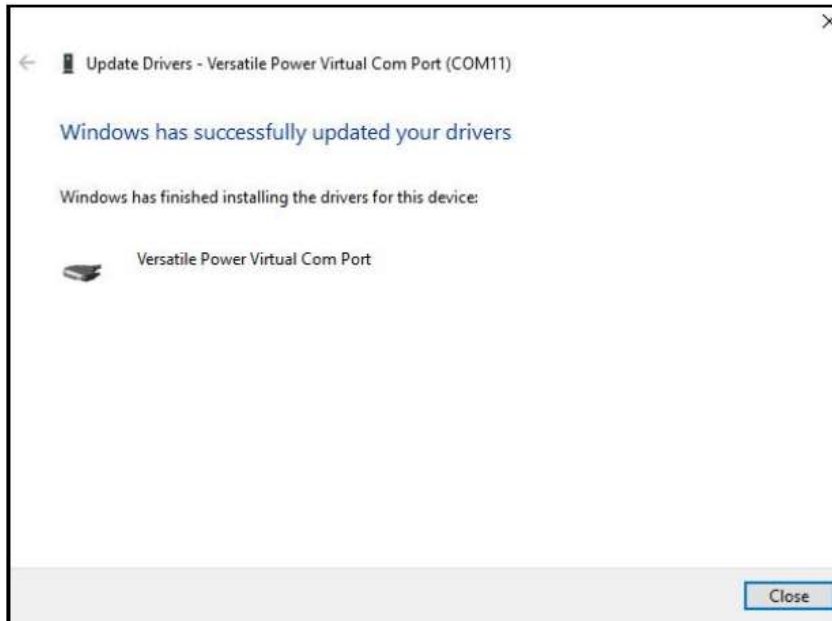 Update Drivers - Versatile Power Virtual Com Port (COM11)
Windows has successfully updated your drivers
Windows has finished installing the drivers for this device:
Versatile Power Virtual Com Port
Close